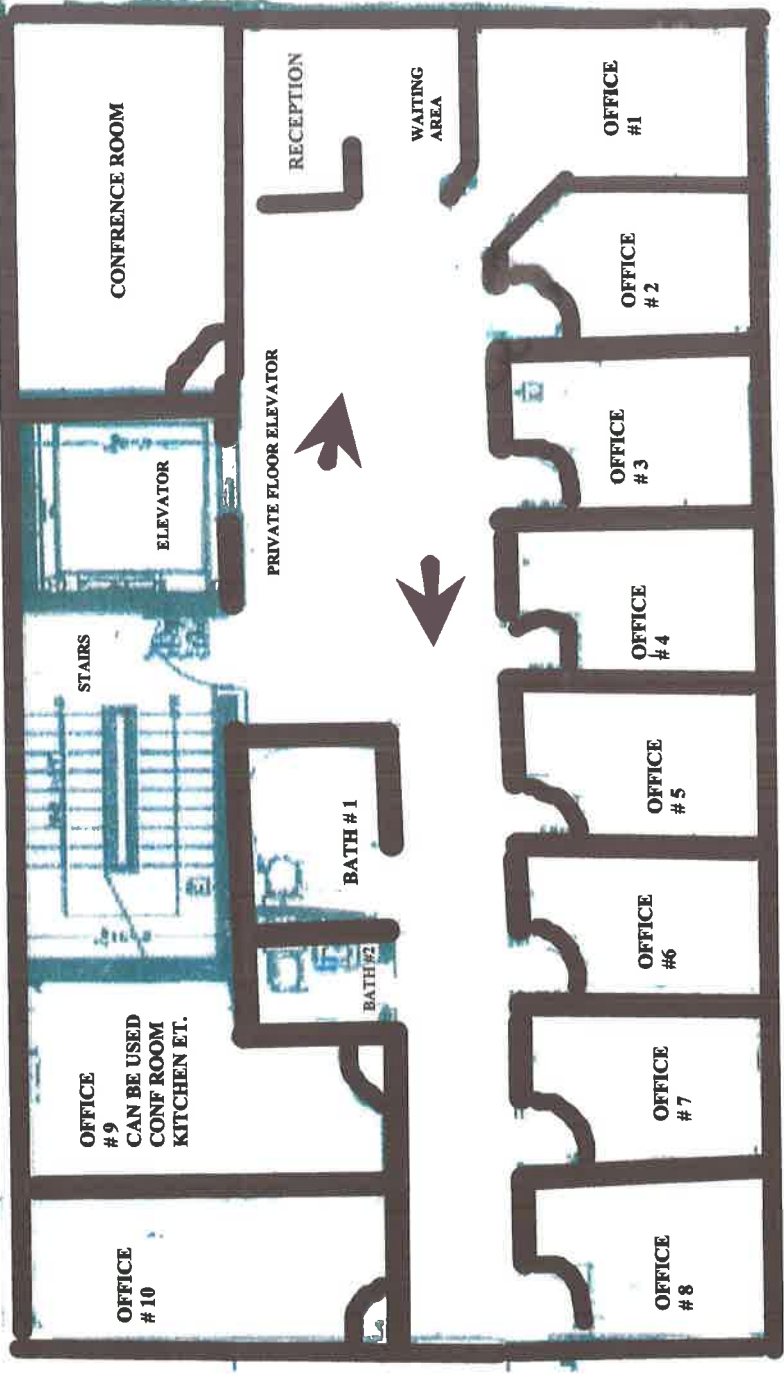 CONFRENCE ROOM
RECEPTION
WAITING
AREA
OFFICE
#1
ELEVATOR
PRIVATE FLOOR ELEVATOR
OFFICE
# 2
OFFICE
# 3
STAIRS
OFFICE
# 4
BATH # 1
OFFICE
# 5
BATH #2
OFFICE
#6
OFFICE
# 9
CAN BE USED
CONF ROOM
KITCHEN ET.
OFFICE
# 7
OFFICE
# 10
OFFICE
# 8